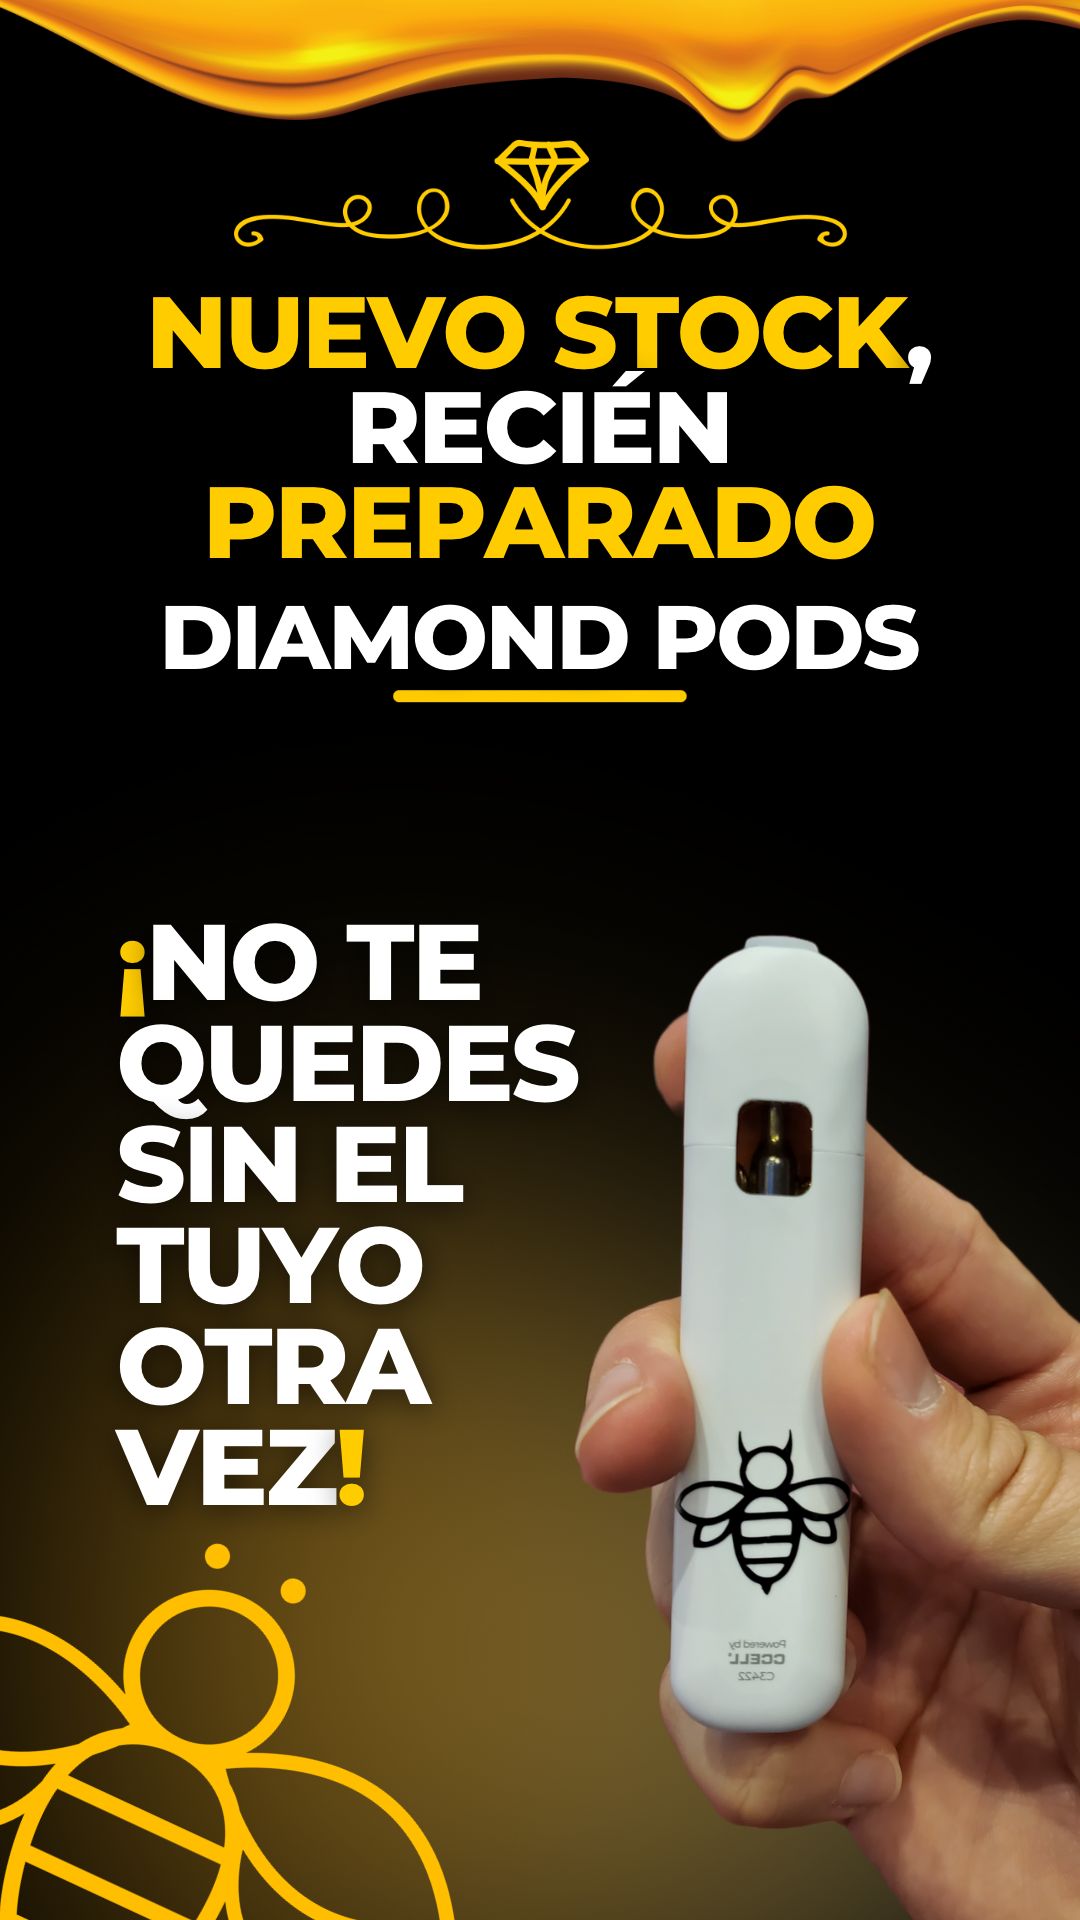 NUEVO STOCK,
RECIÉN
PREPARADO
DIAMOND PODS
¡NO TE
QUEDES
SIN EL
TUYO
OTRA
VEZ!
Powered by
CCELL
C3422